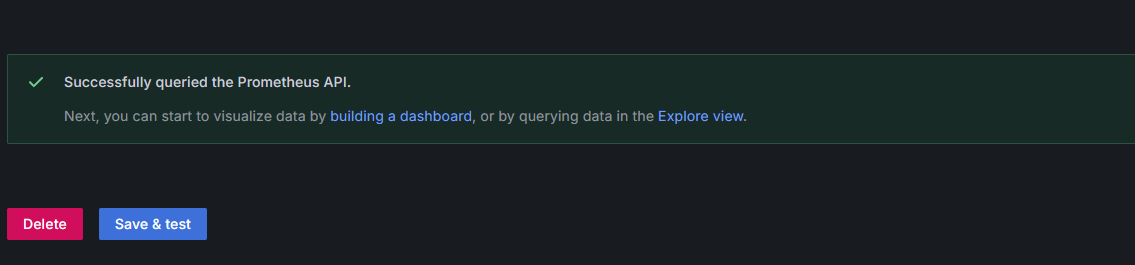 Successfully queried the Prometheus API.
Next, you can start to visualize data by building a dashboard, or by querying data in the Explore view.
Delete
Save & test